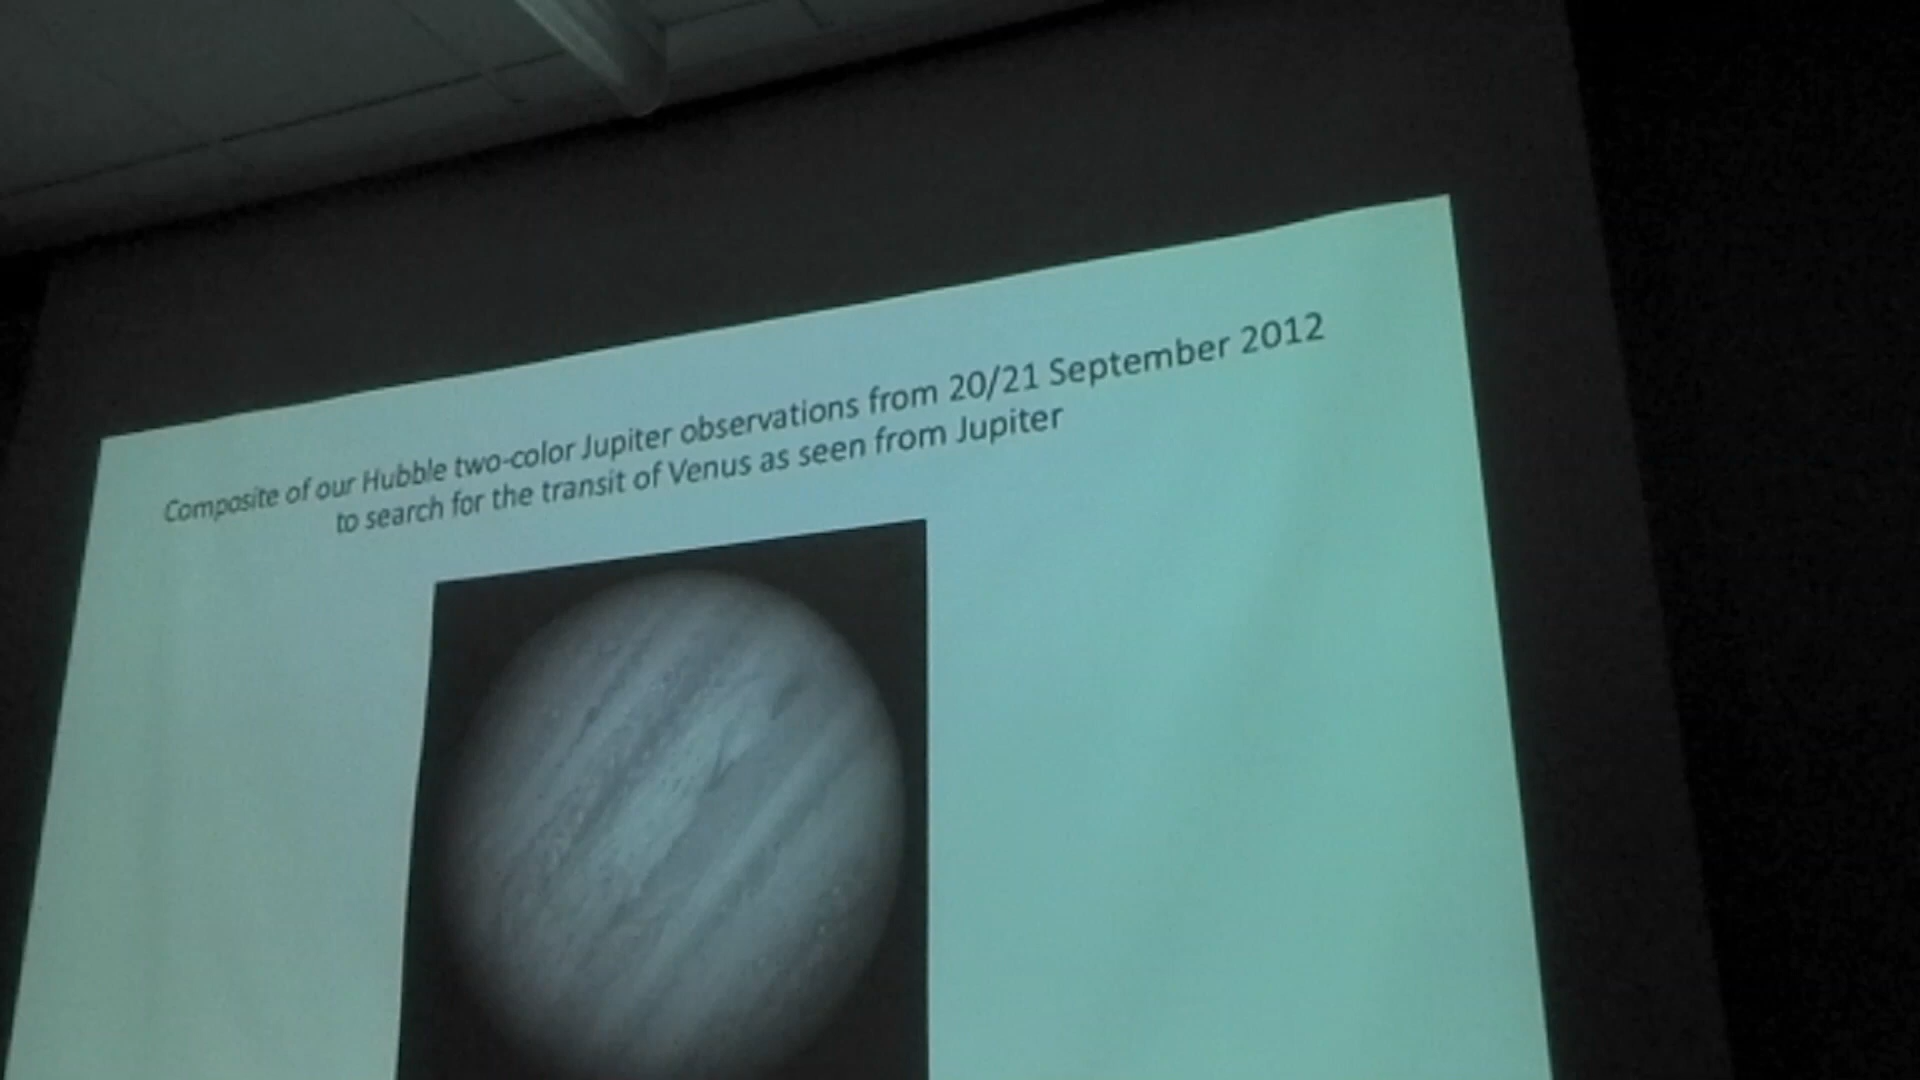 Composite of our Hubble two-color Jupiter observations from 20/21 September 2012
to search for the transit of Venus as seen from Jupiter